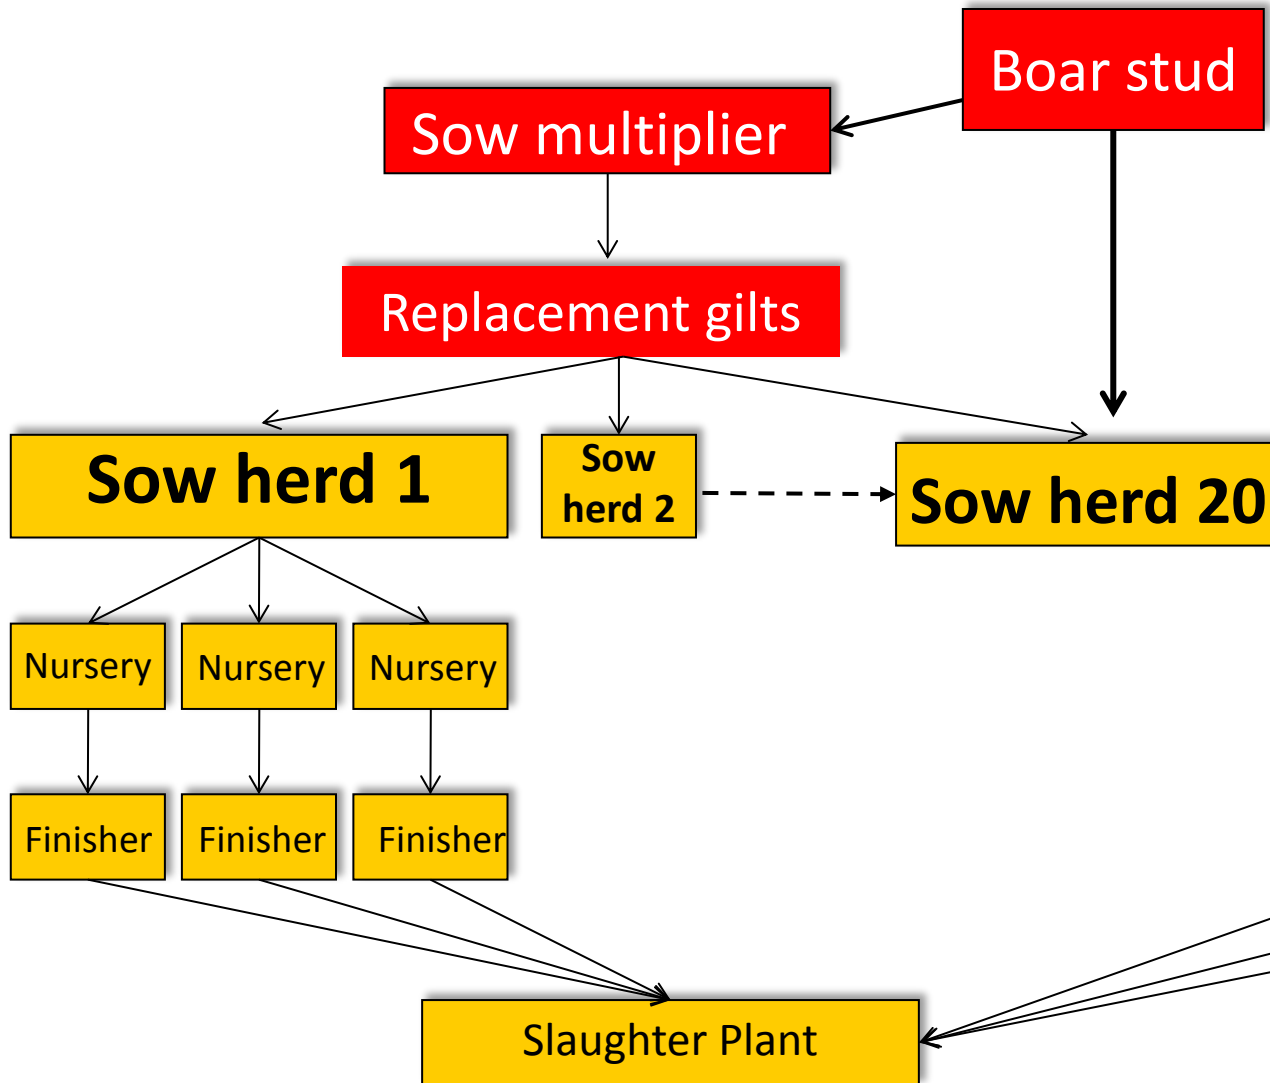 Boar stud
Sow multiplier
Replacement gilts
Sow herd 1
Sow
herd 2
Sow herd 20
Nursery
Nursery
Nursery
Finisher
Finisher
Finisher
Slaughter Plant